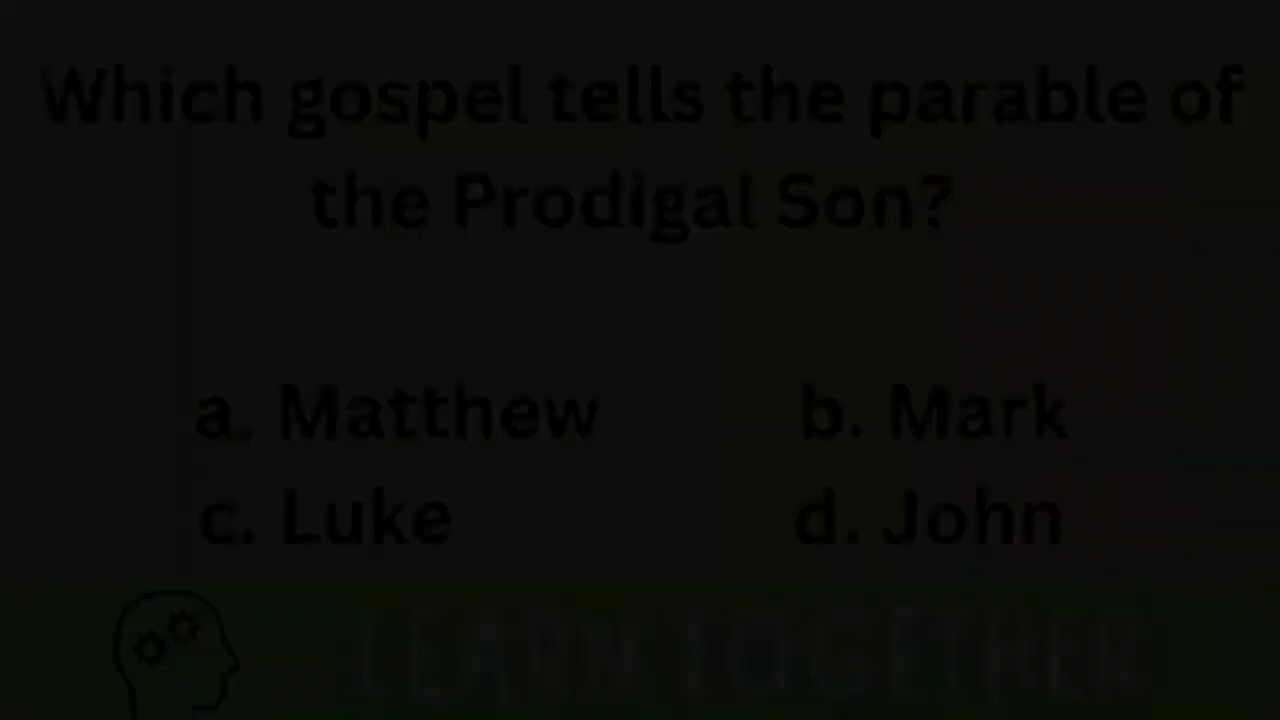 Which gospel tells the parable of
the Prodigal Son?
a. Matthew b. Mark
c. Luke d. John
LEARN TOGETHER